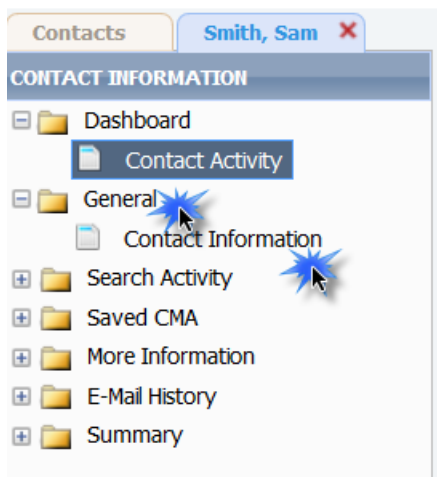 Contacts Smith, Sam
CONTACT INFORMATION
Dashboard
Contact Activity
General
Contact Information
Search Activity
Saved CMA
More Information
E-Mail History
Summary